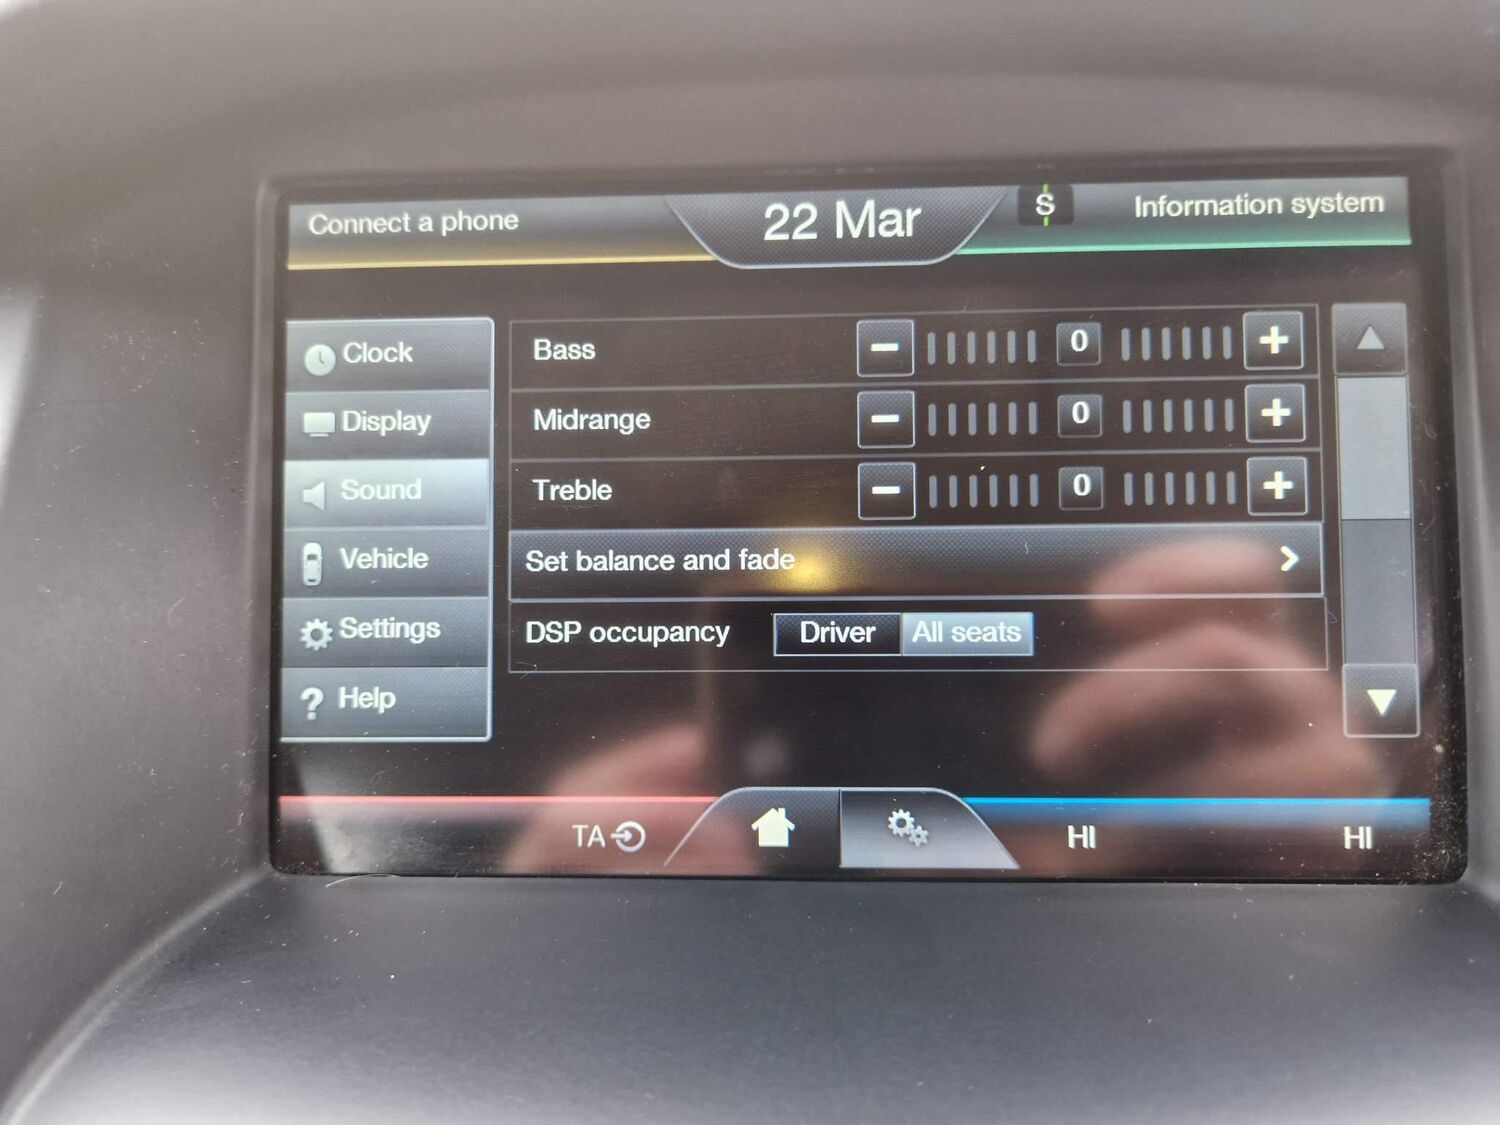 Connect a phone
22 Mar
S
Information system
Clock
Display
Sound
Vehicle
Settings
? Help
Bass - 0 +
Midrange - 0 +
Treble - 0 +
Set balance and fade >
DSP occupancy Driver All seats
TA
HI
HI